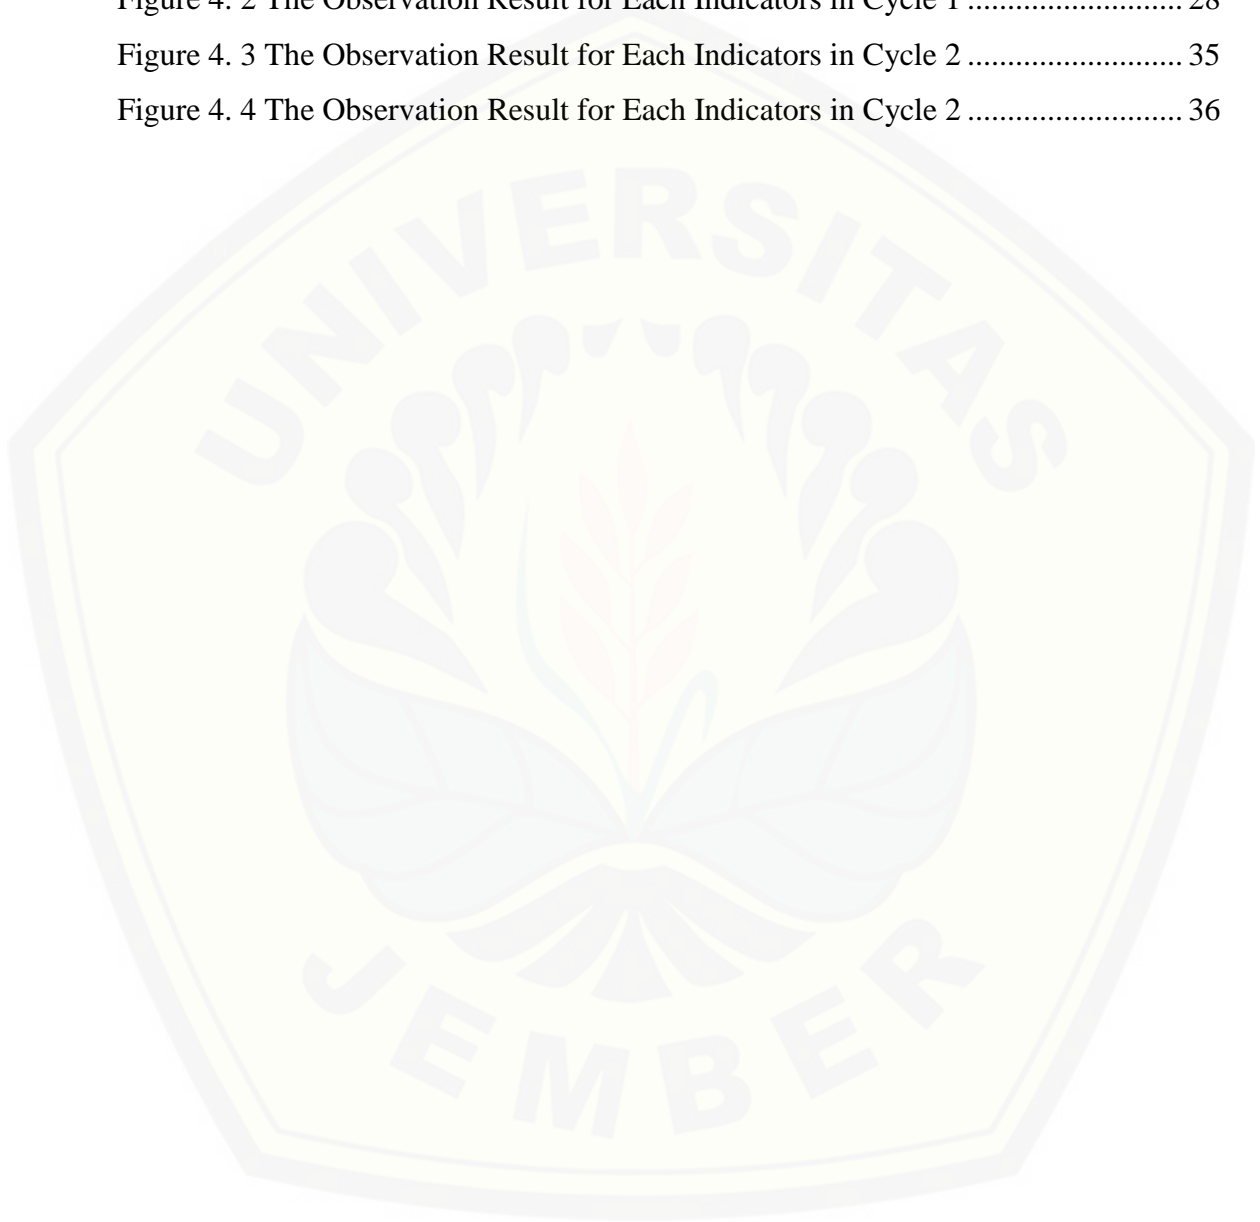 Figure 4. 2 The Observation Result for Each Indicators in Cycle 1 ........................... 28
Figure 4. 3 The Observation Result for Each Indicators in Cycle 2 ........................... 35
Figure 4. 4 The Observation Result for Each Indicators in Cycle 2 ........................... 36
UNIVERSITAS
JEMBER